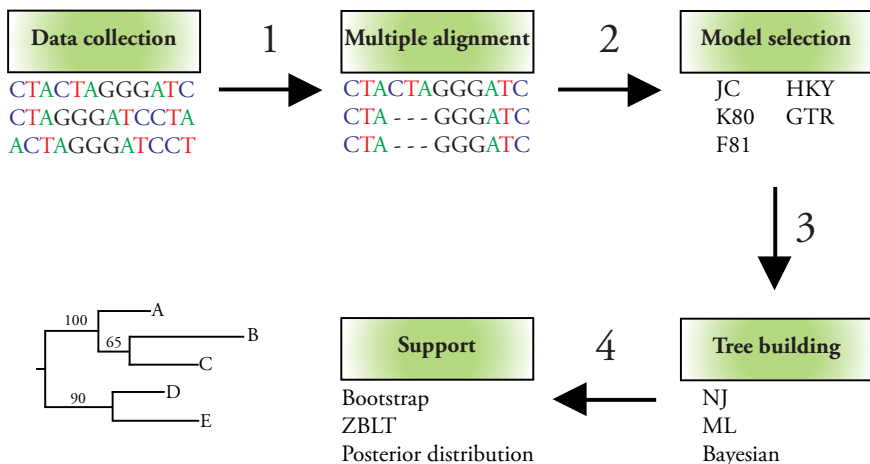 Data collection
1
Multiple alignment
2
Model selection
CTACTAGGGATC
CTAGGGATCCTA
ACTAGGGATCCT
CTACTAGGGATC
CTA - - - GGGATC
CTA - - - GGGATC
JC HKY
K80 GTR
F81
3
Tree building
NJ
ML
Bayesian
4
Support
Bootstrap
ZBLT
Posterior distribution
A
100
B
65
C
D
90
E